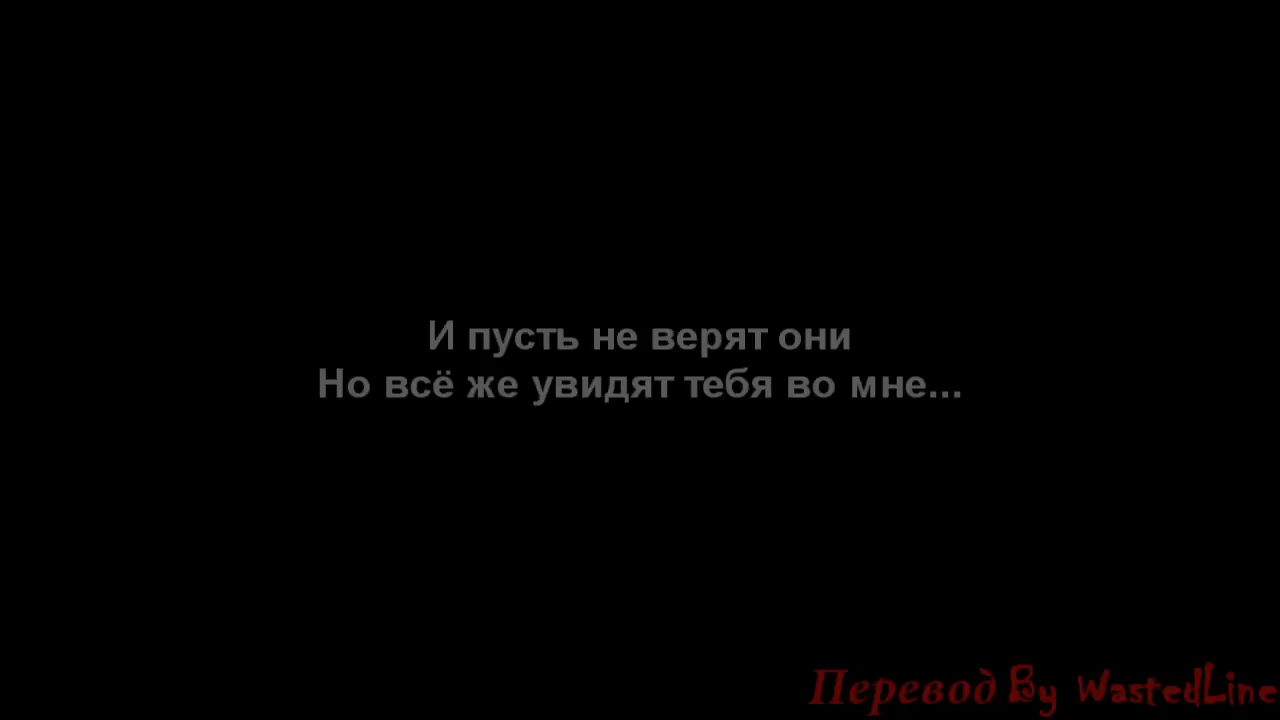 И пусть не верят они
Но всё же увидят тебя во мне...
Перевод By WastedLine